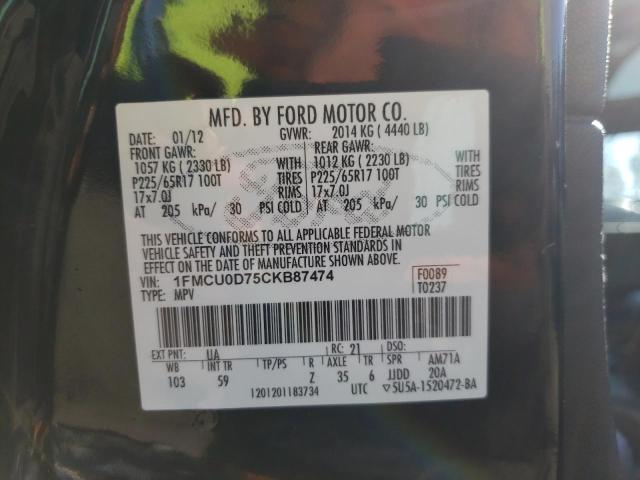 MFD. BY FORD MOTOR CO.
DATE: 01/12 GVWR: 2014 KG ( 4440 LB)
FRONT GAWR: REAR GAWR:
1057 KG ( 2330 LB) WITH 1012 KG ( 2230 LB) WITH
P225/65R17 100T TIRES P225/65R17 100T TIRES
17x7.0J RIMS 17x7.0J RIMS
AT 205 kPa/ 30 PSI COLD AT 205 kPa/ 30 PSI COLD
THIS VEHICLE CONFORMS TO ALL APPLICABLE FEDERAL MOTOR
VEHICLE SAFETY AND THEFT PREVENTION STANDARDS IN
EFFECT ON THE DATE OF MANUFACTURE SHOWN ABOVE.
VIN: 1FMCU0D75CKB87474 F0089
TYPE: MPV T0237
EXT PNT: UA RC: 21 DSO:
WB INT TR TP/PS R AXLE TR SPR AM71A
103 59 Z 35 6 JJDD 20A
1201201183734 UTC ▽5U5A-1520472-BA